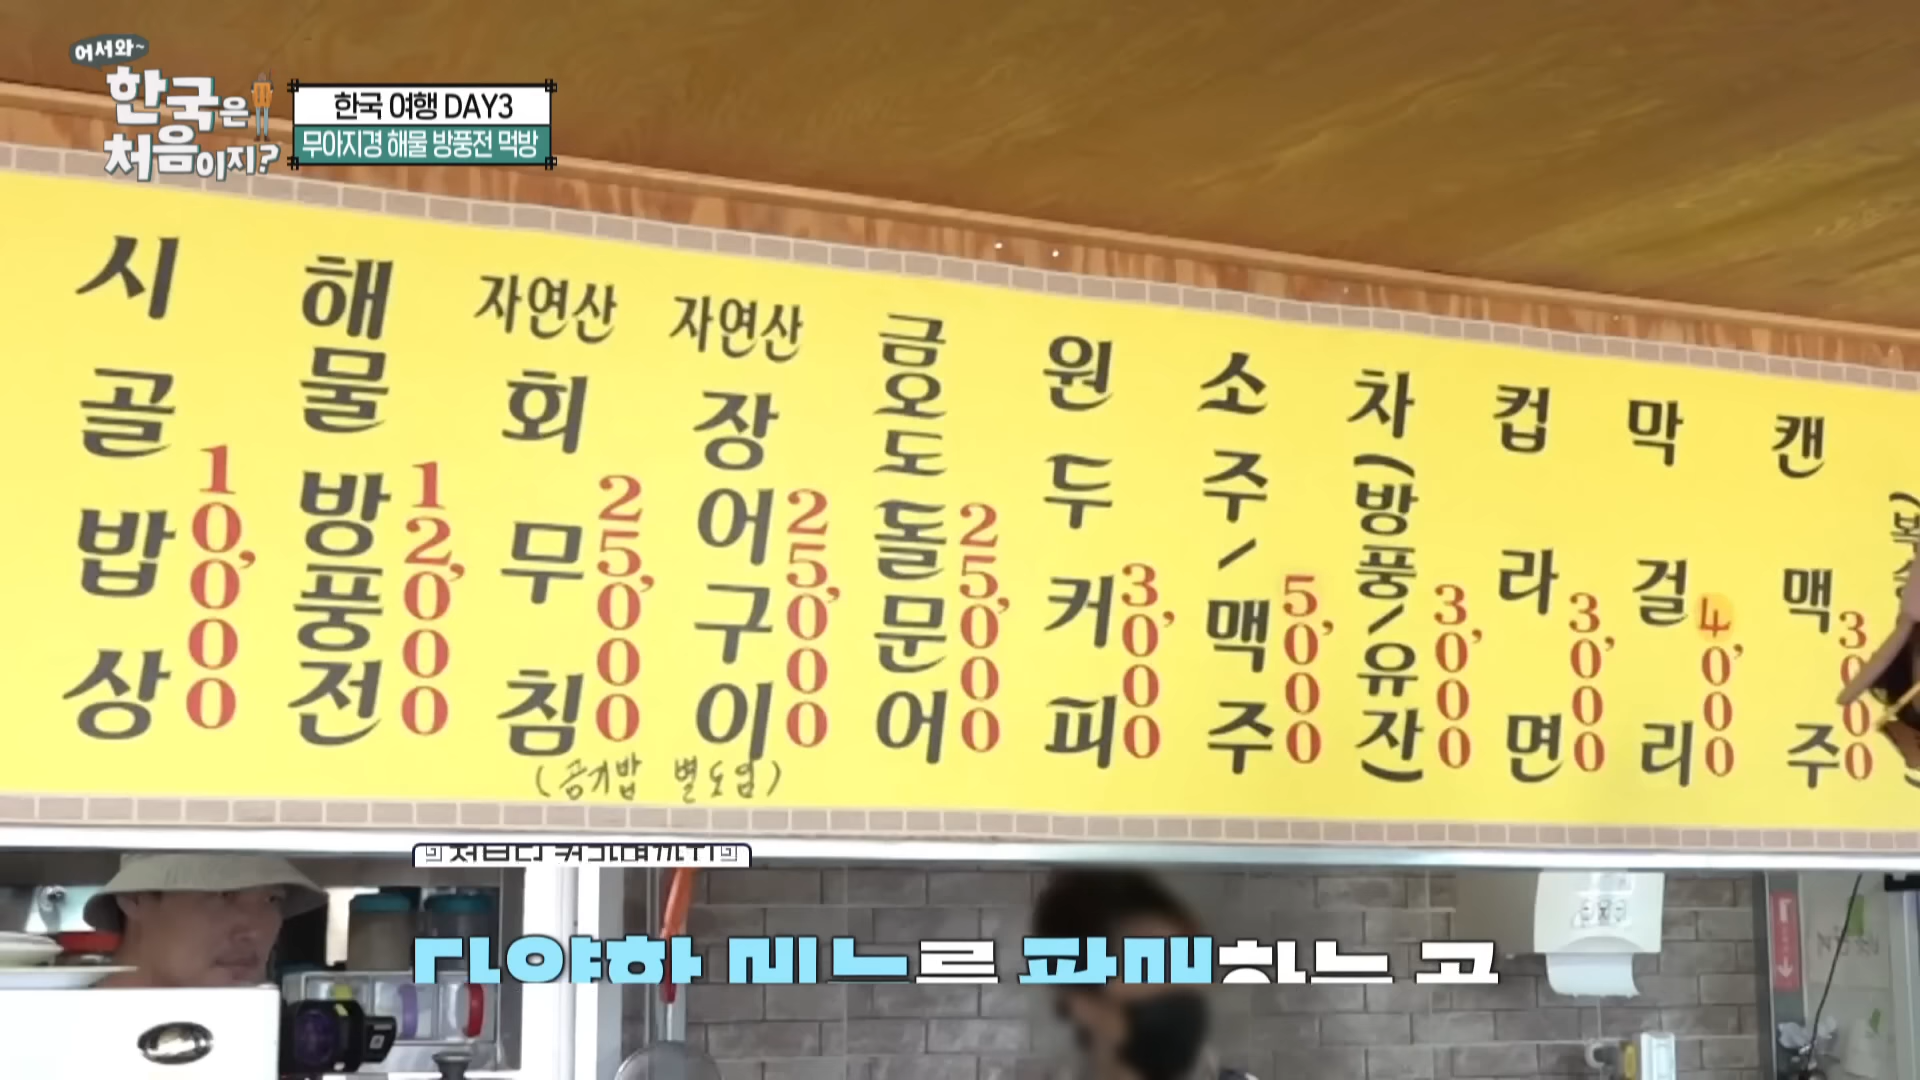 어서와~
한국은
처음이지?
한국 여행 DAY3
무아지경 해물 방풍전 먹방
시골밥상 10,000
해물방풍전 12,000
자연산 회무침 25,000
자연산 장어구이 25,000
금오도돌문어 25,000
(공기밥 별도임)
원두커피 3,000
소주/맥주 5,000
차(방풍/유자) 3,000
컵라면 3,000
막걸리 4,000
캔맥주 3,000
다양한 메뉴를 판매하는 곳